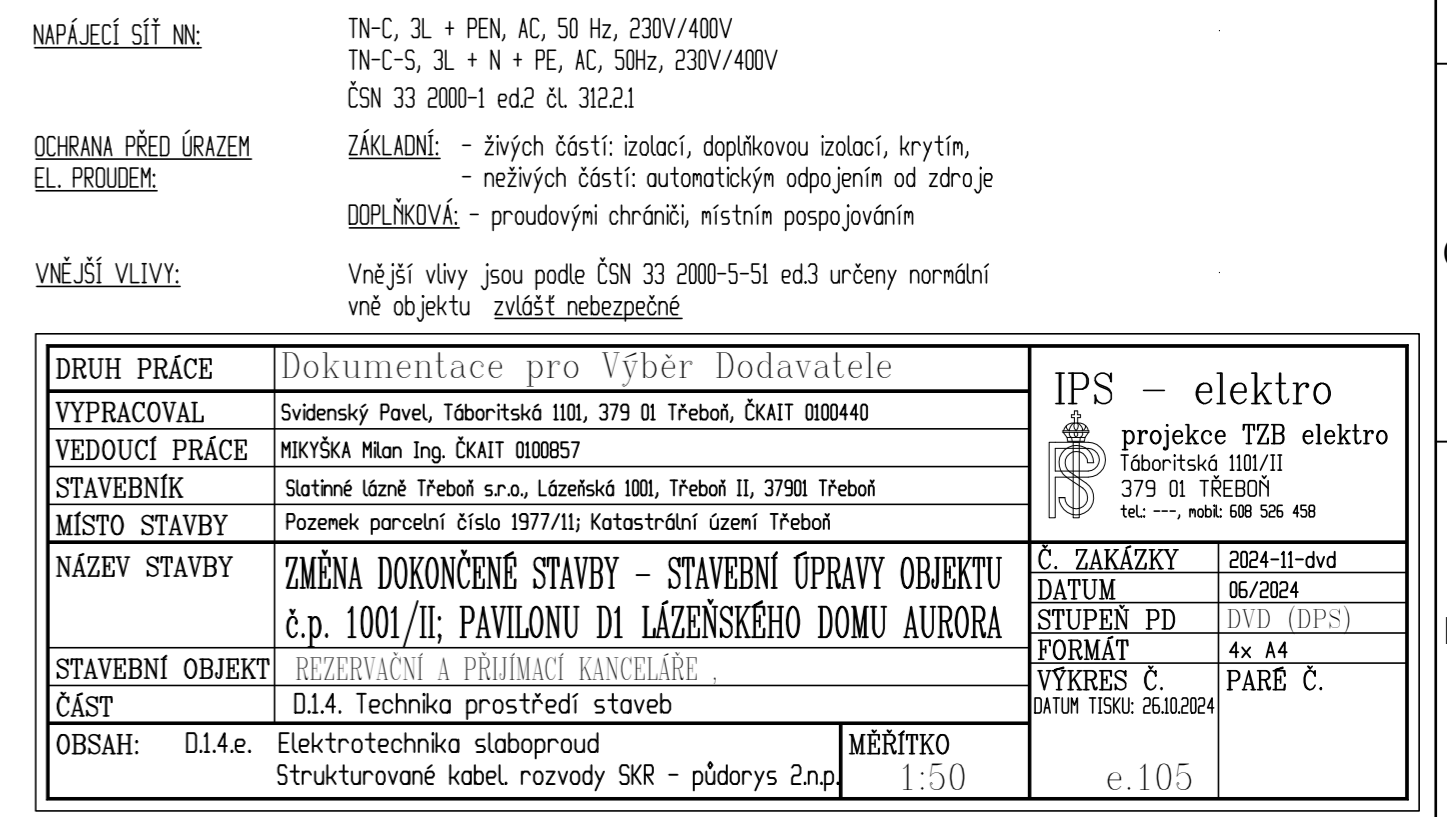 NAPÁJECÍ SÍŤ NN:
TN-C, 3L + PEN, AC, 50 Hz, 230V/400V
TN-C-S, 3L + N + PE, AC, 50Hz, 230V/400V
ČSN 33 2000-1 ed.2 čl. 312.2.1
OCHRANA PŘED ÚRAZEM
EL. PROUDEM:
ZÁKLADNÍ: - živých částí: izolací, doplňkovou izolací, krytím,
- neživých částí: automatickým odpojením od zdroje
DOPLŇKOVÁ: - proudovými chrániči, místním pospojováním
VNĚJŠÍ VLIVY:
Vnější vlivy jsou podle ČSN 33 2000-5-51 ed.3 určeny normální
vně objektu zvlášť nebezpečné
DRUH PRÁCE Dokumentace pro Výběr Dodavatele
VYPRACOVAL Svidenský Pavel, Táboritská 1101, 379 01 Třeboň, ČKAIT 0100440
VEDOUCÍ PRÁCE MIKYŠKA Milan Ing. ČKAIT 0100857
STAVEBNÍK Slatinné lázně Třeboň s.r.o., Lázeňská 1001, Třeboň II, 37901 Třeboň
MÍSTO STAVBY Pozemek parcelní číslo 1977/11; Katastrální území Třeboň
IPS - elektro
projekce TZB elektro
Táboritská 1101/II
379 01 TŘEBOŇ
tel.: ---, mobil: 608 526 458
NÁZEV STAVBY ZMĚNA DOKONČENÉ STAVBY - STAVEBNÍ ÚPRAVY OBJEKTU
č.p. 1001/II; PAVILONU D1 LÁZEŇSKÉHO DOMU AURORA
STAVEBNÍ OBJEKT REZERVAČNÍ A PŘIJÍMACÍ KANCELÁŘE ,
ČÁST D.1.4. Technika prostředí staveb
OBSAH: D.1.4.e. Elektrotechnika slaboproud
Strukturované kabel. rozvody SKR - půdorys 2.n.p.
MĚŘÍTKO
1:50
Č. ZAKÁZKY 2024-11-dvd
DATUM 06/2024
STUPEŇ PD DVD (DPS)
FORMÁT 4x A4
VÝKRES Č. PARÉ Č.
DATUM TISKU: 26.10.2024
e.105